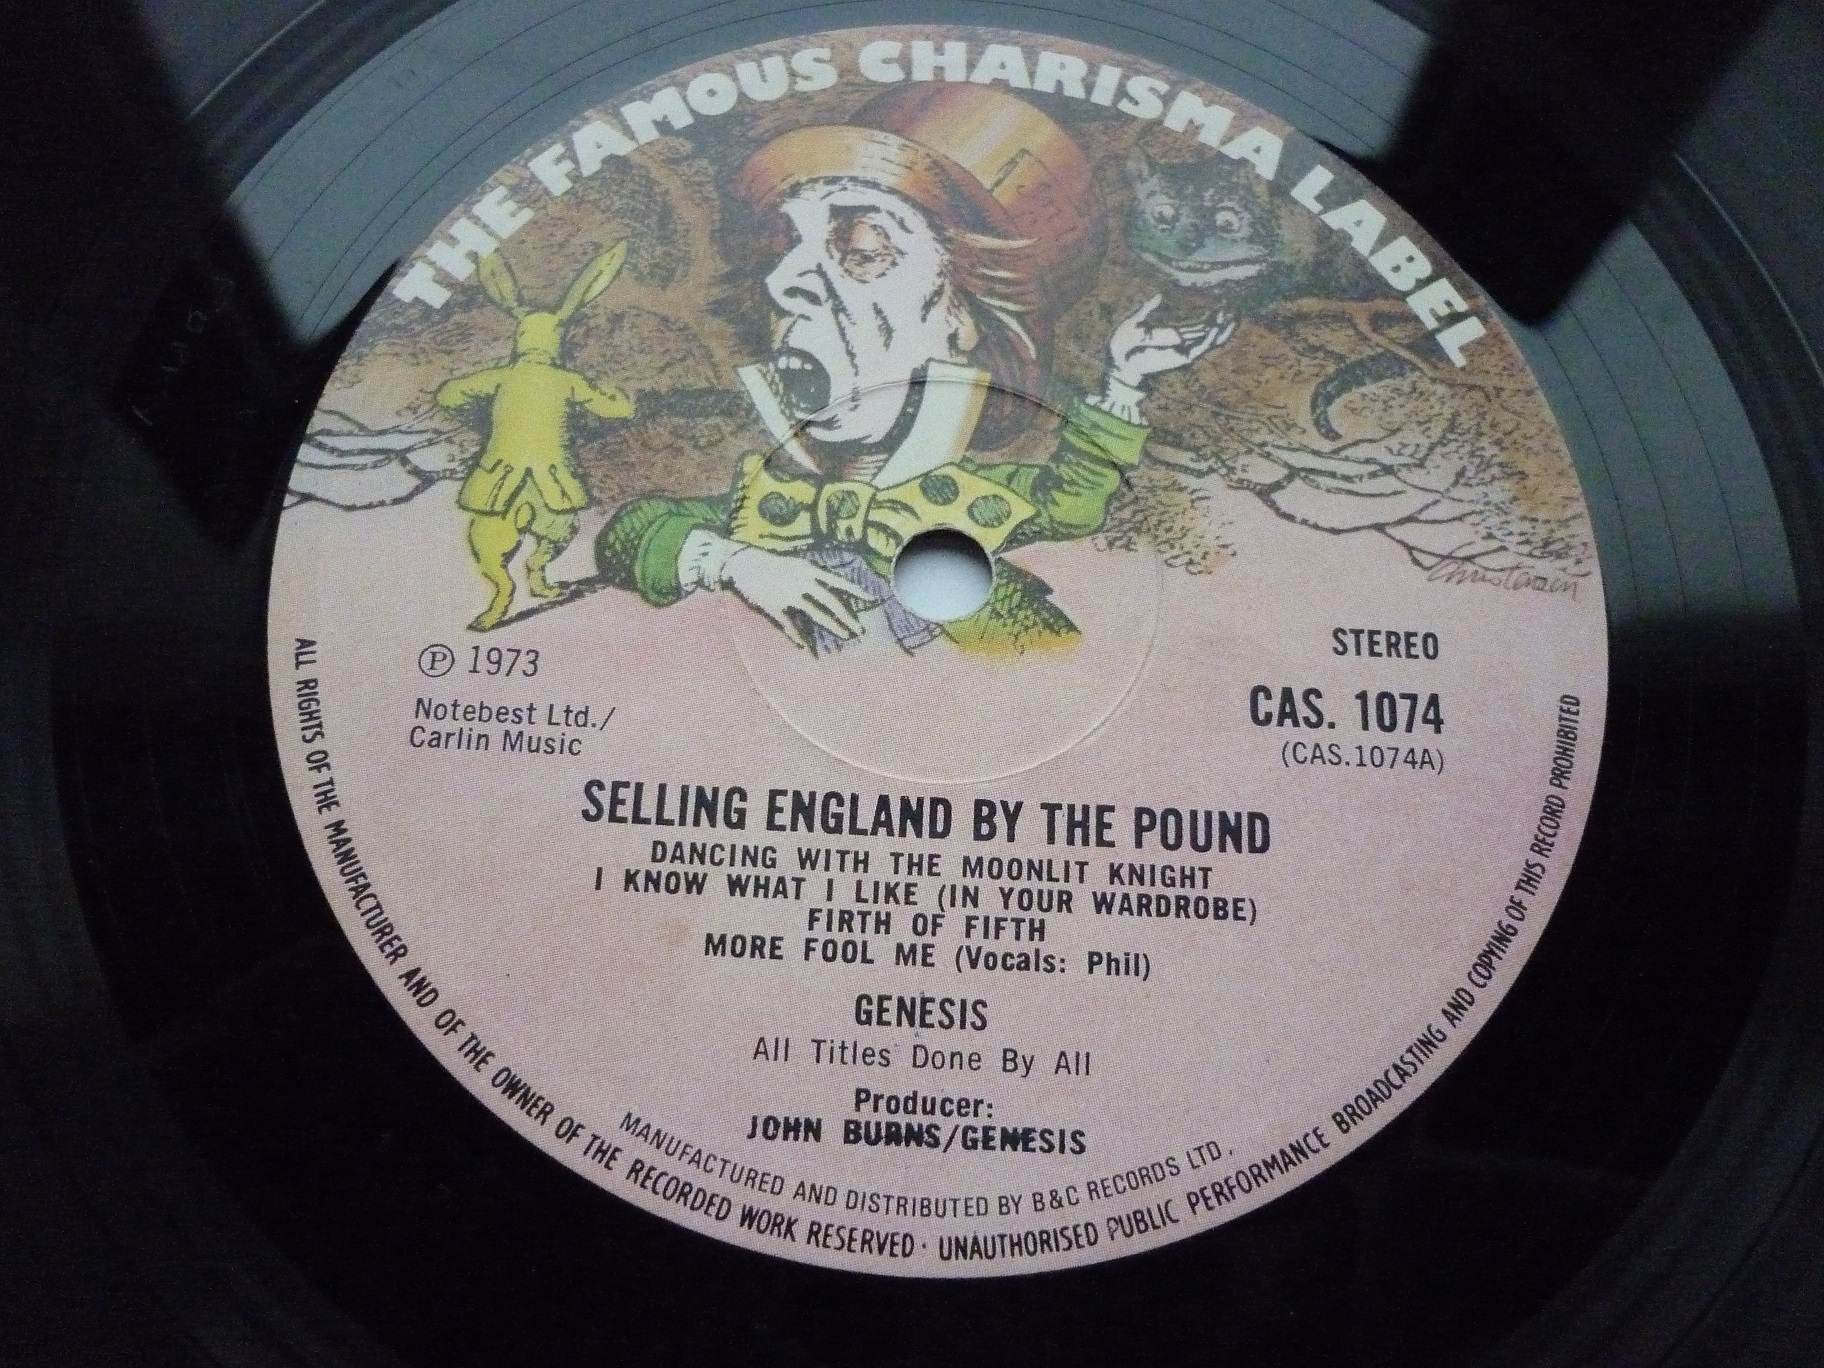 THE FAMOUS CHARISMA LABEL
Christensen
℗ 1973
Notebest Ltd./
Carlin Music
STEREO
CAS. 1074
(CAS.1074A)
SELLING ENGLAND BY THE POUND
DANCING WITH THE MOONLIT KNIGHT
I KNOW WHAT I LIKE (IN YOUR WARDROBE)
FIRTH OF FIFTH
MORE FOOL ME (Vocals: Phil)
GENESIS
All Titles Done By All
Producer:
JOHN BURNS/GENESIS
MANUFACTURED AND DISTRIBUTED BY B&C RECORDS LTD.
ALL RIGHTS OF THE MANUFACTURER AND OF THE OWNER OF THE RECORDED WORK RESERVED · UNAUTHORISED PUBLIC PERFORMANCE BROADCASTING AND COPYING OF THIS RECORD PROHIBITED